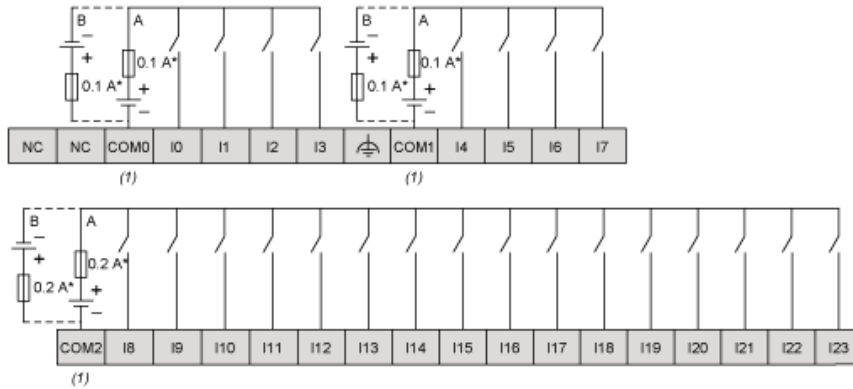 B A B A
0.1 A* 0.1 A*
0.1 A* 0.1 A*
NC NC COM0 I0 I1 I2 I3 COM1 I4 I5 I6 I7
(1) (1)
B A
0.2 A*
0.2 A*
COM2 I8 I9 I10 I11 I12 I13 I14 I15 I16 I17 I18 I19 I20 I21 I22 I23
(1)